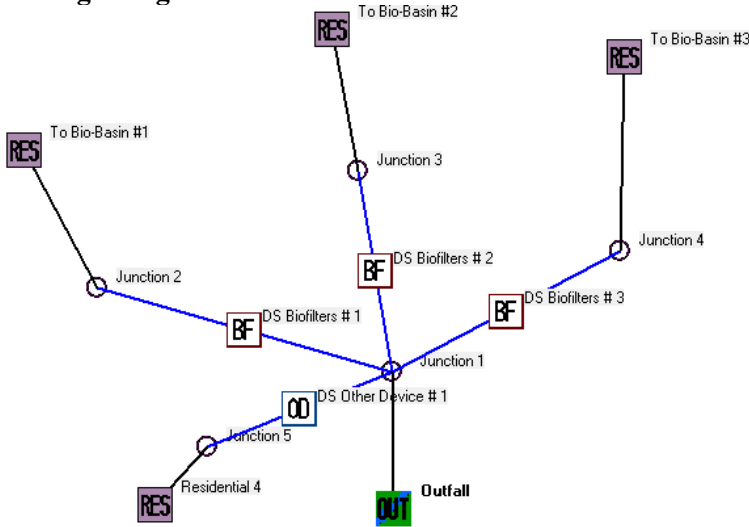 To Bio-Basin #2
RES
To Bio-Basin #3
RES
To Bio-Basin #1
RES
Junction 3
Junction 4
DS Biofilters # 2
BF
Junction 2
DS Biofilters # 3
BF
DS Biofilters # 1
BF
Junction 1
DS Other Device # 1
OD
Junction 5
Residential 4
RES
Outfall
OUT